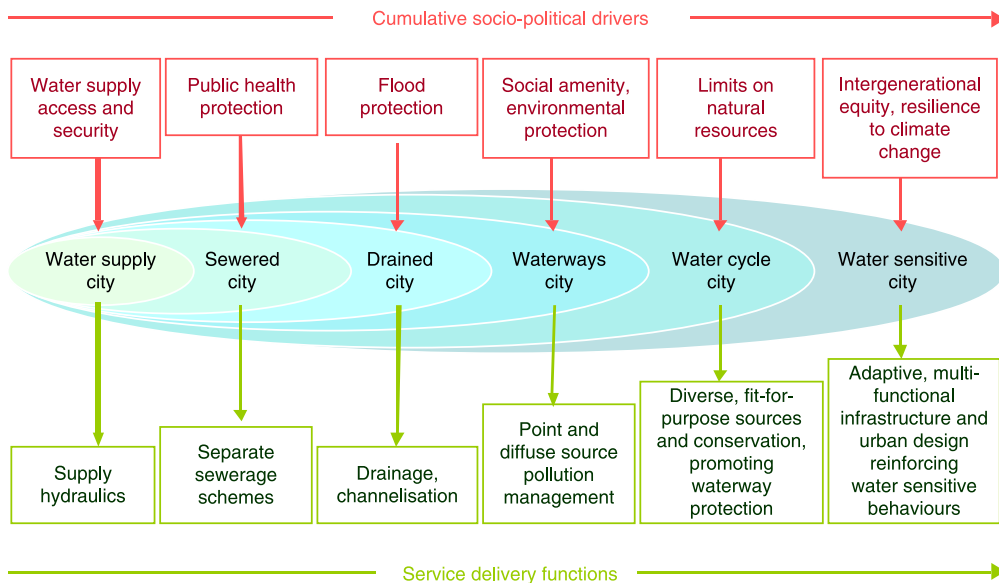 Cumulative socio-political drivers
Water supply
access and
security
Public health
protection
Flood
protection
Social amenity,
environmental
protection
Limits on
natural
resources
Intergenerational
equity, resilience
to climate
change
Water supply
city
Sewered
city
Drained
city
Waterways
city
Water cycle
city
Water sensitive
city
Supply
hydraulics
Separate
sewerage
schemes
Drainage,
channelisation
Point and
diffuse source
pollution
management
Diverse, fit-for-
purpose sources
and conservation,
promoting
waterway
protection
Adaptive, multi-
functional
infrastructure and
urban design
reinforcing
water sensitive
behaviours
Service delivery functions